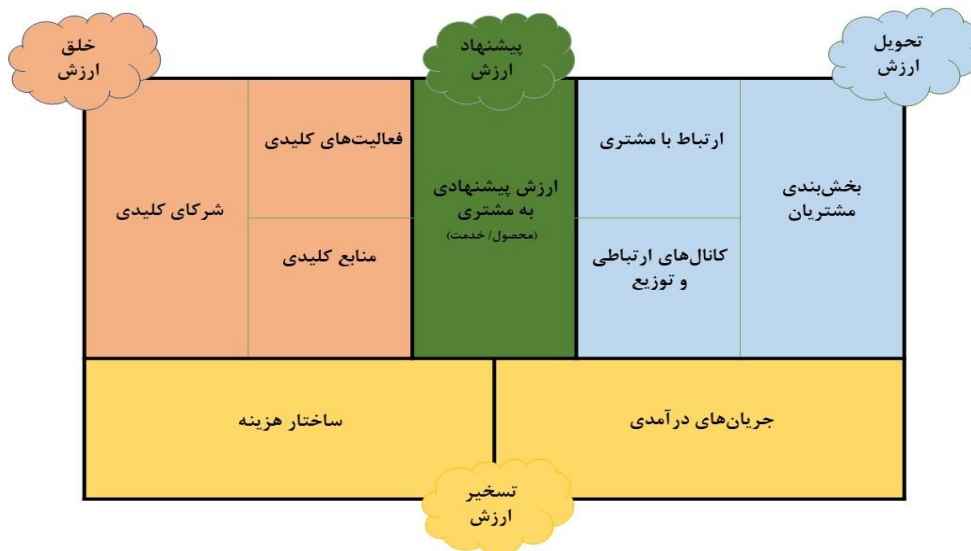 تحویل
ارزش
پیشنهاد
ارزش
خلق
ارزش
بخش‌بندی
مشتریان
ارتباط با مشتری
کانال‌های ارتباطی
و توزیع
ارزش پیشنهادی
به مشتری
(محصول/ خدمت)
فعالیت‌های کلیدی
منابع کلیدی
شرکای کلیدی
جریان‌های درآمدی
ساختار هزینه
تسخیر
ارزش